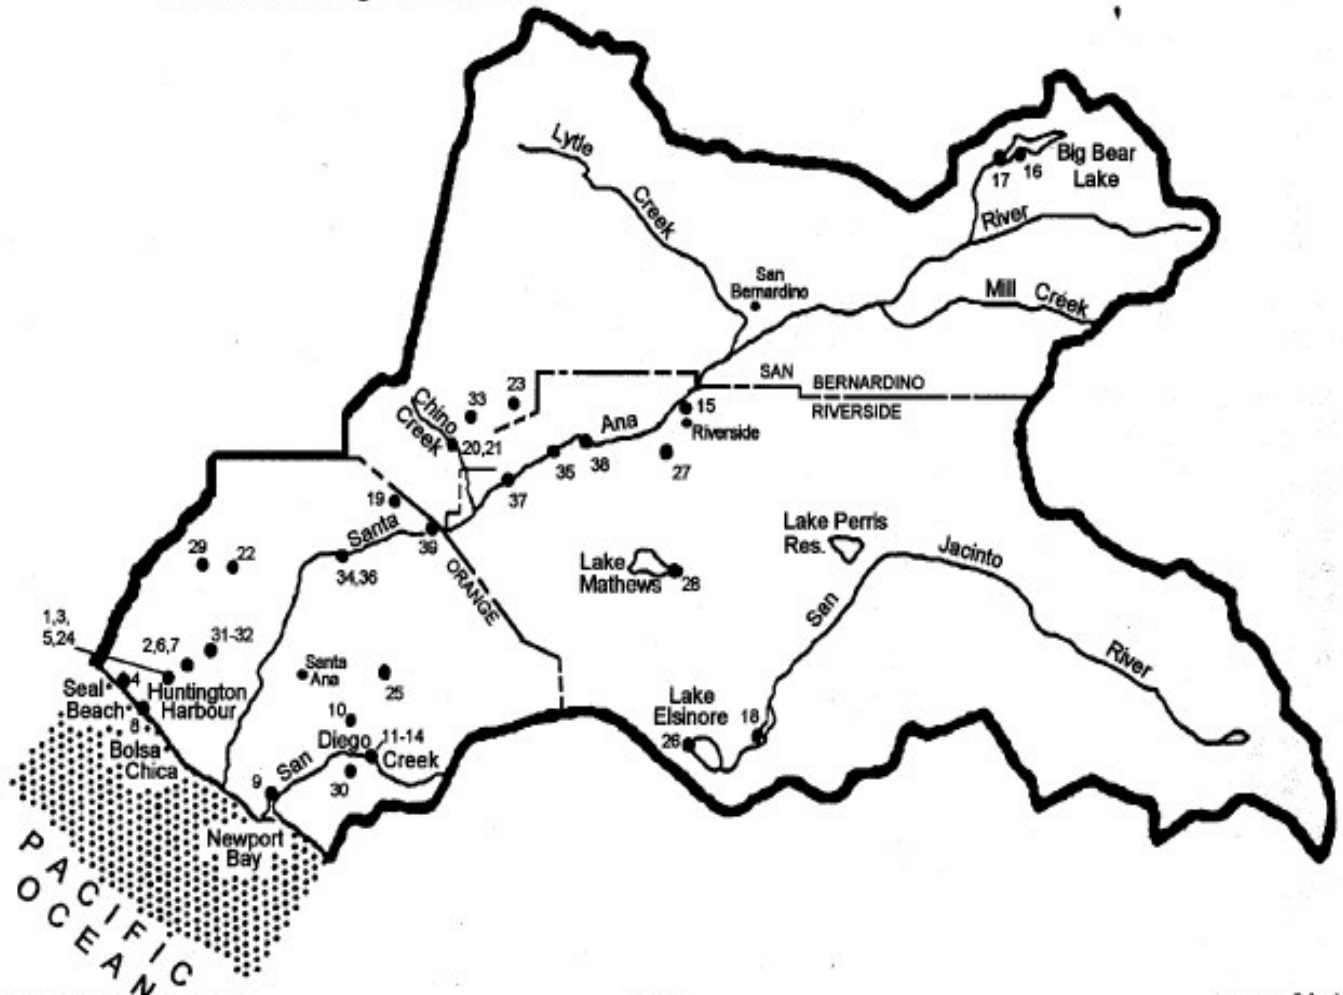 Lytle
Creek
17
16
Big Bear
Lake
River
San
Bernardino
Mill Creek
SAN
BERNARDINO
RIVERSIDE
Chino
Creek
33
23
20,21
Ana
15
Riverside
35
38
27
37
19
Santa
39
34,36
ORANGE
29
22
Lake
Mathews
28
Lake Perris
Res.
San
Jacinto
River
1,3,
5,24
2,6,7
31-32
Santa
Ana
25
4
Seal
Beach
Huntington
Harbour
8
Bolsa
Chica
10
11-14
San
Diego
Creek
9
30
Lake
Elsinore
26
18
Newport
Bay
PACIFIC
OCEAN